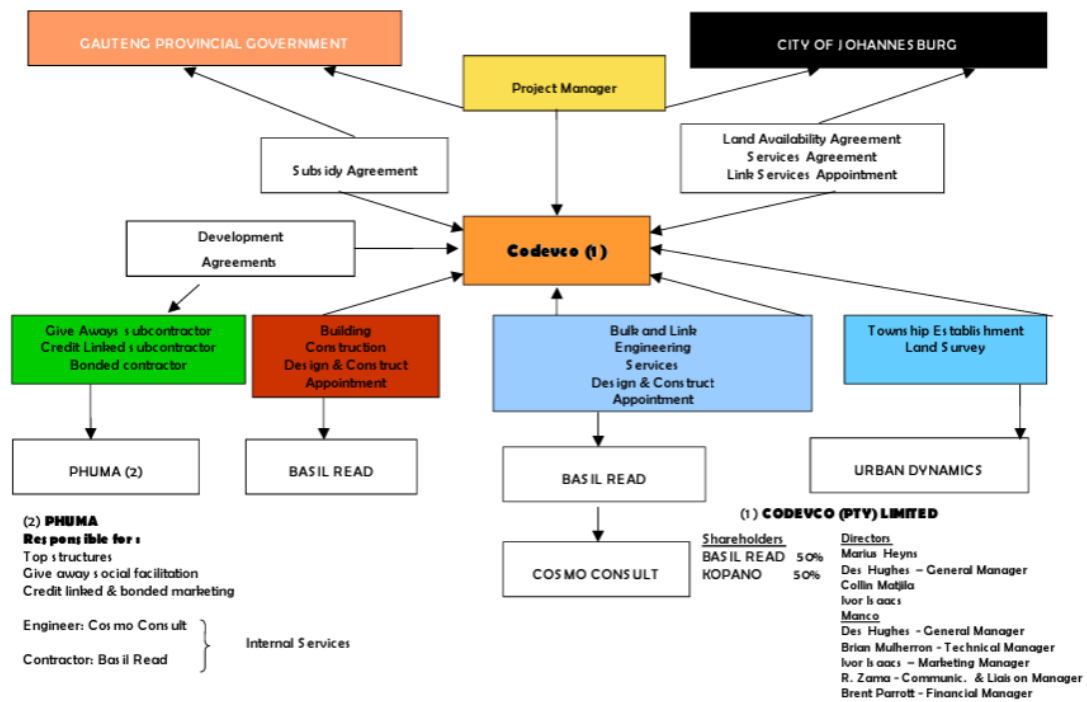 GAUTENG PROVINCIAL GOVERNMENT
CITY OF JOHANNESBURG
Project Manager
Subsidy Agreement
Land Availability Agreement
Services Agreement
Link Services Appointment
Development
Agreements
Codevco (1)
Give Aways subcontractor
Credit Linked subcontractor
Bonded contractor
Building
Construction
Design & Construct
Appointment
Bulk and Link
Engineering
Services
Design & Construct
Appointment
Township Establishment
Land Survey
PHUMA (2)
BASIL READ
BASIL READ
URBAN DYNAMICS
COSMO CONSULT
(2) PHUMA
Responsible for:
Top structures
Give away social facilitation
Credit linked & bonded marketing
Engineer: Cosmo Consult
Contractor: Basil Read
Internal Services
(1) CODEVCO (PTY) LIMITED
Shareholders
BASIL READ 50%
KOPANO 50%
Directors
Marius Heyns
Des Hughes – General Manager
Collin Matjila
Ivor Isaacs
Manco
Des Hughes - General Manager
Brian Mulherron - Technical Manager
Ivor Isaacs – Marketing Manager
R. Zama - Communic. & Liaison Manager
Brent Parrott - Financial Manager